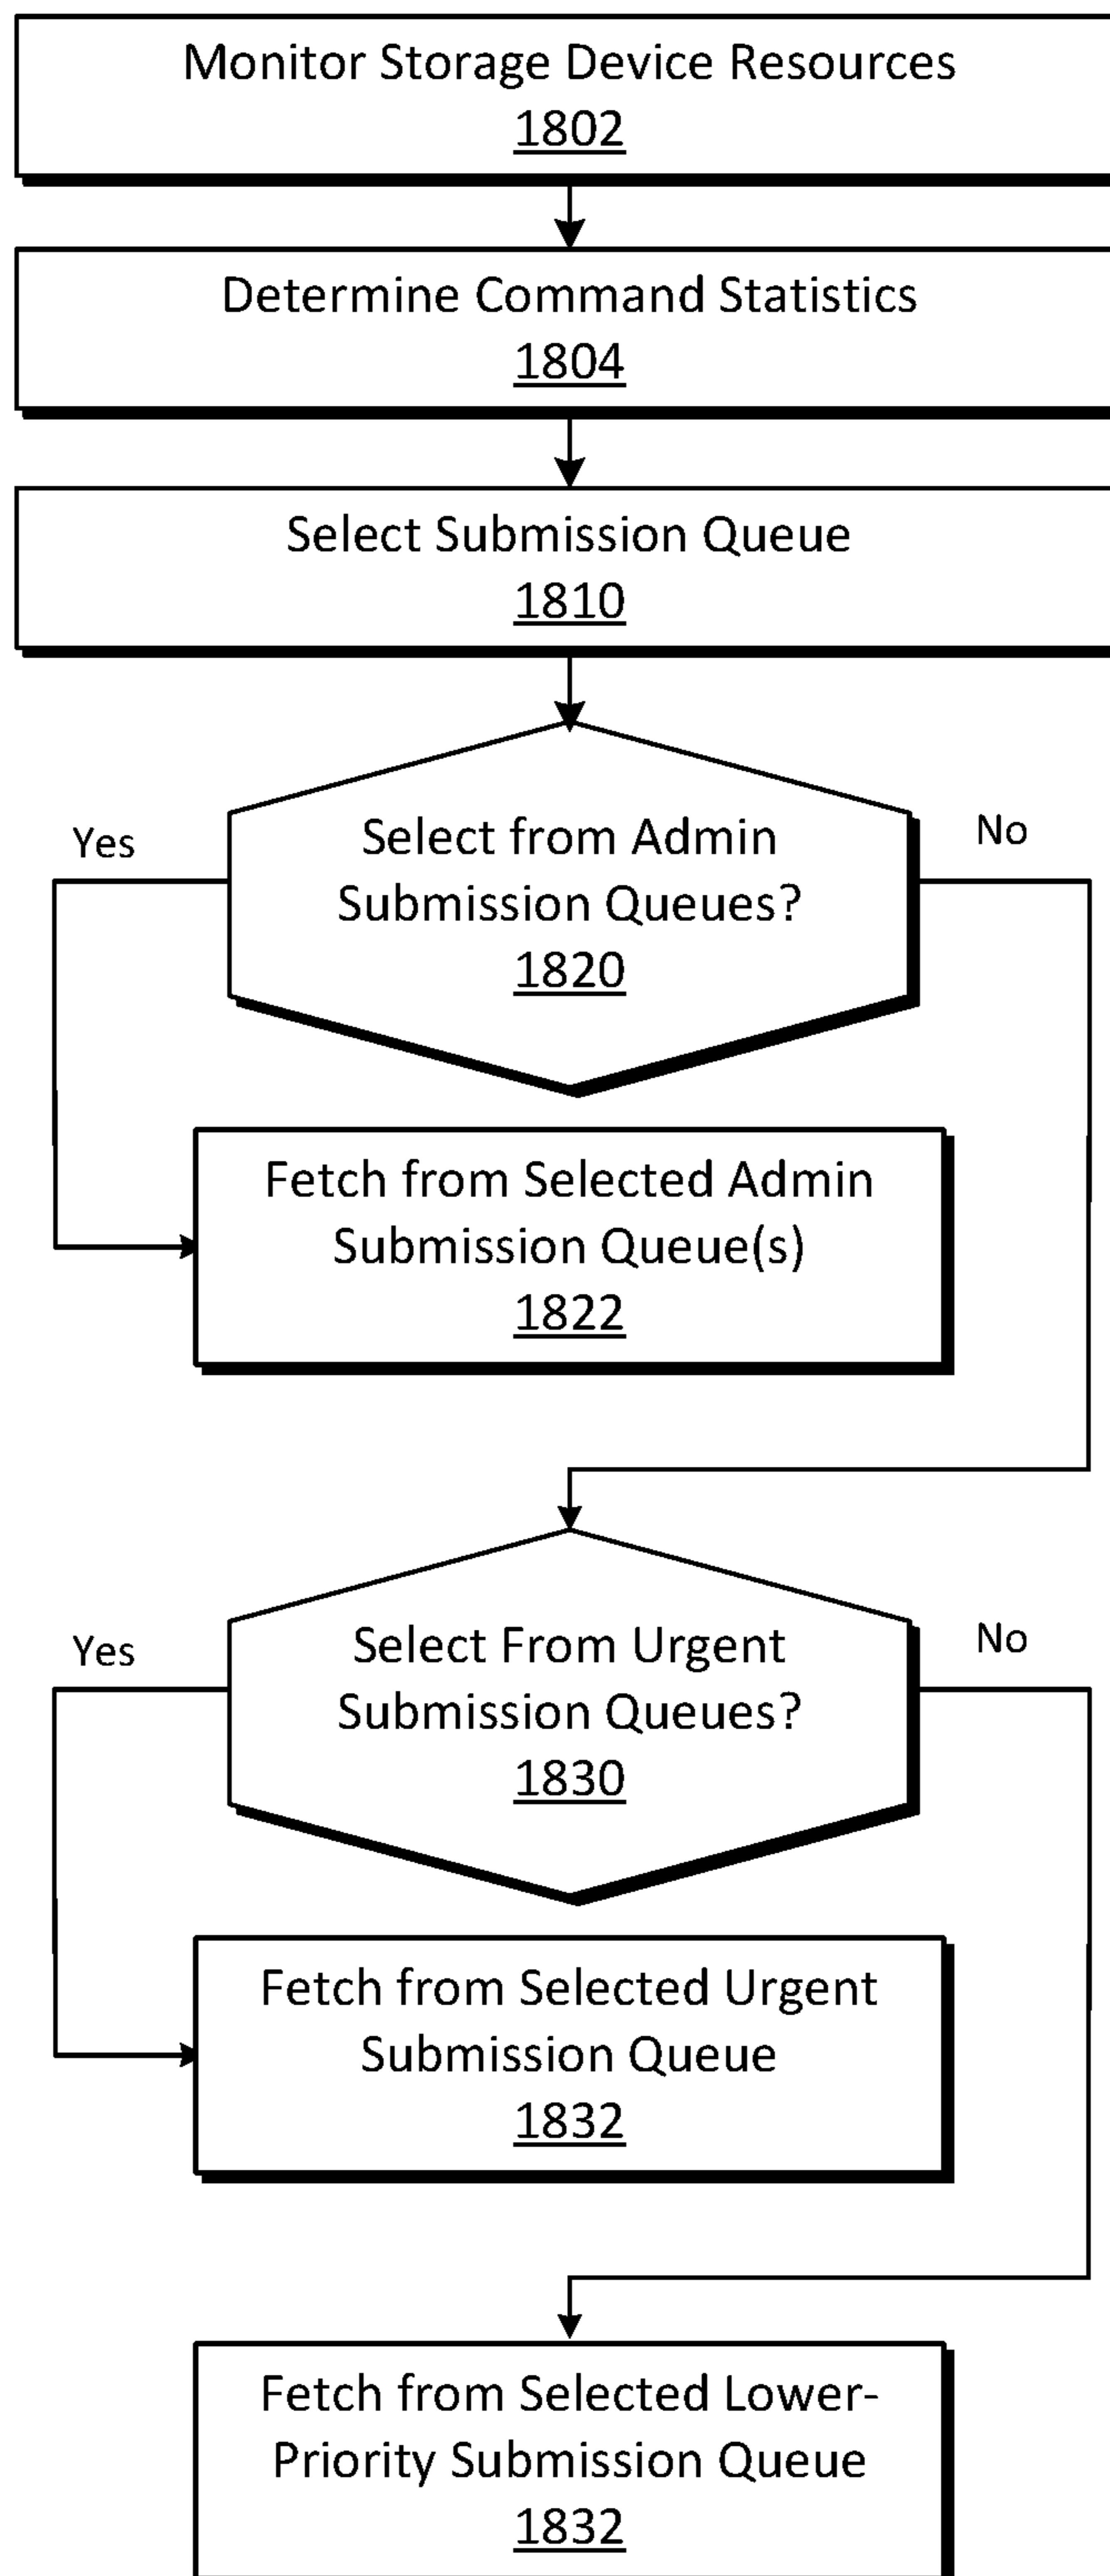 Monitor Storage Device Resources
1802
Determine Command Statistics
1804
Select Submission Queue
1810
Select from Admin
Submission Queues?
1820
Yes
No
Fetch from Selected Admin
Submission Queue(s)
1822
Select From Urgent
Submission Queues?
1830
Yes
No
Fetch from Selected Urgent
Submission Queue
1832
Fetch from Selected Lower-
Priority Submission Queue
1832